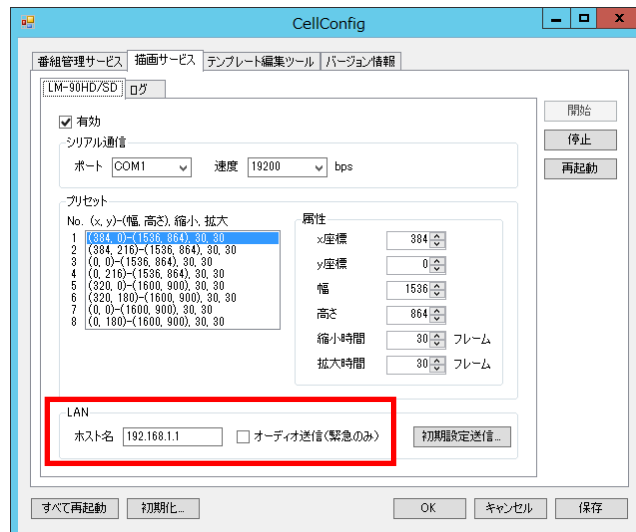 CellConfig
番組管理サービス 描画サービス テンプレート編集ツール バージョン情報
LM-90HD/SD ログ
有効
シリアル通信
ポート COM1 速度 19200 bps
プリセット
No. (x, y)-(幅, 高さ), 縮小, 拡大
1 (384, 0)-(1536, 864), 30, 30
2 (384, 216)-(1536, 864), 30, 30
3 (0, 0)-(1536, 864), 30, 30
4 (0, 216)-(1536, 864), 30, 30
5 (320, 0)-(1600, 900), 30, 30
6 (320, 180)-(1600, 900), 30, 30
7 (0, 0)-(1600, 900), 30, 30
8 (0, 180)-(1600, 900), 30, 30
属性
x座標 384
y座標 0
幅 1536
高さ 864
縮小時間 30 フレーム
拡大時間 30 フレーム
LAN
ホスト名 192.168.1.1 オーディオ送信(緊急のみ) 初期設定送信...
開始
停止
再起動
すべて再起動 初期化... OK キャンセル 保存